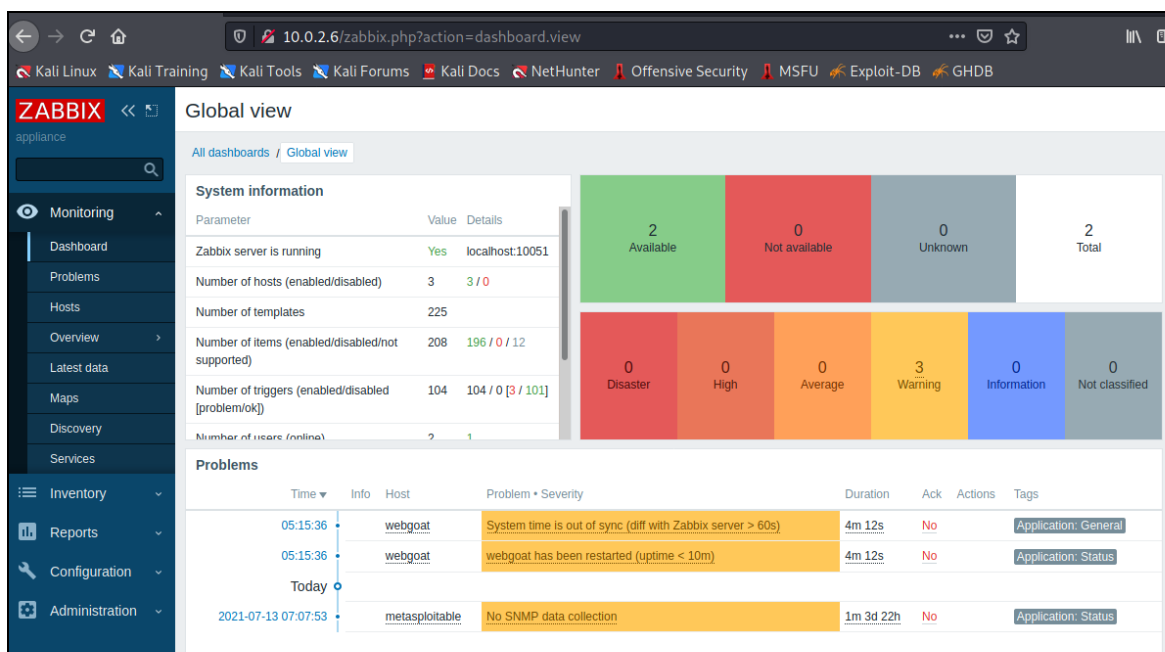 10.0.2.6/zabbix.php?action=dashboard.view
Kali Linux Kali Training Kali Tools Kali Forums Kali Docs NetHunter Offensive Security MSFU Exploit-DB GHDB
ZABBIX
appliance
Monitoring
Dashboard
Problems
Hosts
Overview
Latest data
Maps
Discovery
Services
Inventory
Reports
Configuration
Administration
Global view
All dashboards / Global view
System information
Parameter Value Details
Zabbix server is running Yes localhost:10051
Number of hosts (enabled/disabled) 3 3 / 0
Number of templates 225
Number of items (enabled/disabled/not supported) 208 196 / 0 / 12
Number of triggers (enabled/disabled [problem/ok]) 104 104 / 0 [3 / 101]
Number of users (online) 2 1
2 0 0 2
Available Not available Unknown Total
0 0 0 3 0 0
Disaster High Average Warning Information Not classified
Problems
Time Info Host Problem • Severity Duration Ack Actions Tags
05:15:36 webgoat System time is out of sync (diff with Zabbix server > 60s) 4m 12s No Application: General
05:15:36 webgoat webgoat has been restarted (uptime < 10m) 4m 12s No Application: Status
Today
2021-07-13 07:07:53 metasploitable No SNMP data collection 1m 3d 22h No Application: Status